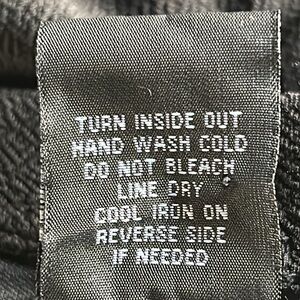 TURN INSIDE OUT
HAND WASH COLD
DO NOT BLEACH
LINE DRY
COOL IRON ON
REVERSE SIDE
IF NEEDED